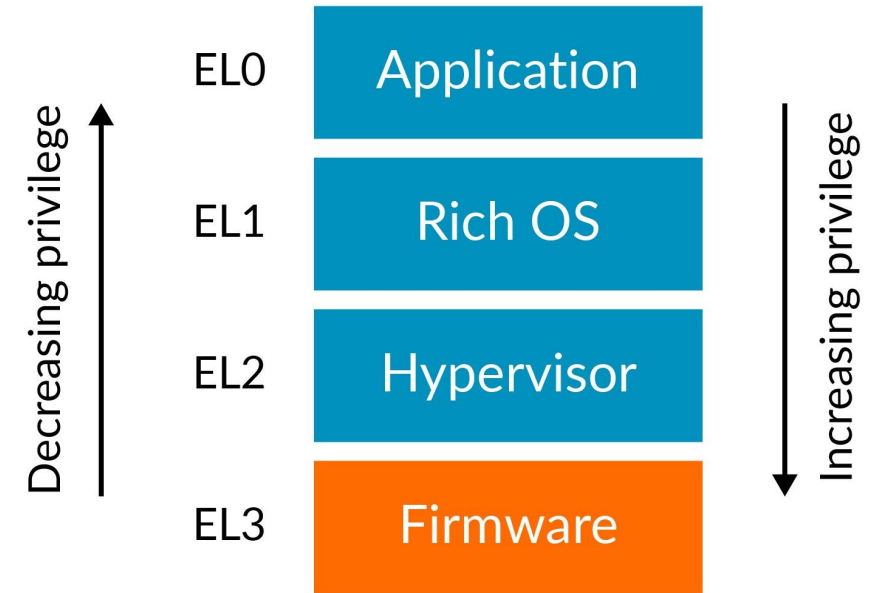 EL0
Application
EL1
Rich OS
EL2
Hypervisor
EL3
Firmware
Decreasing privilege
Increasing privilege